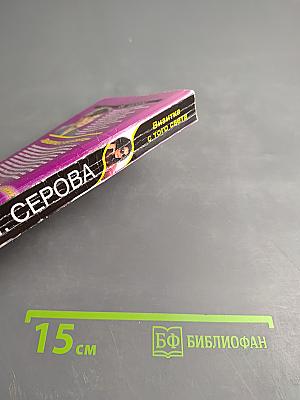 . СЕРОВА
Визитка
с того света
15 см
БФ БИБЛИОФАН